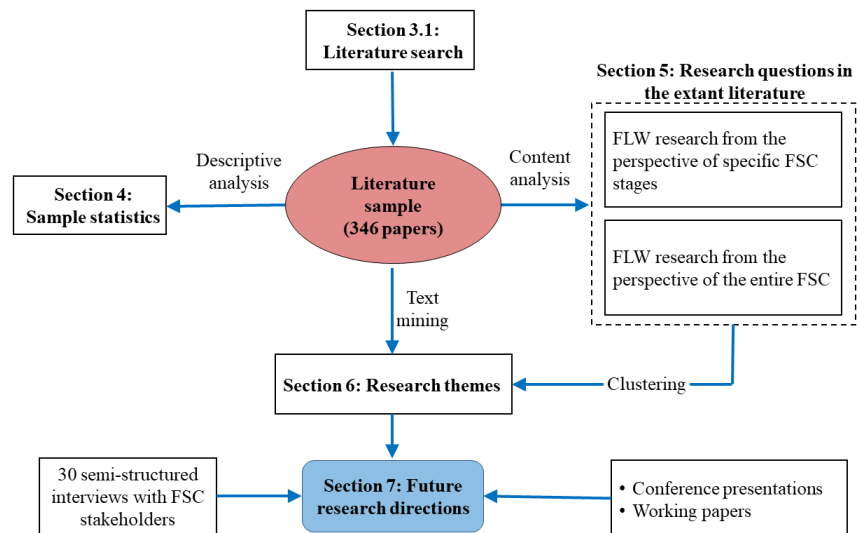 Section 3.1:
Literature search
Section 5: Research questions in
the extant literature
Descriptive
analysis
Content
analysis
FLW research from the
perspective of specific FSC
stages
Section 4:
Sample statistics
Literature
sample
(346 papers)
FLW research from the
perspective of the entire FSC
Text
mining
Section 6: Research themes
Clustering
30 semi-structured
interviews with FSC
stakeholders
Section 7: Future
research directions
• Conference presentations
• Working papers